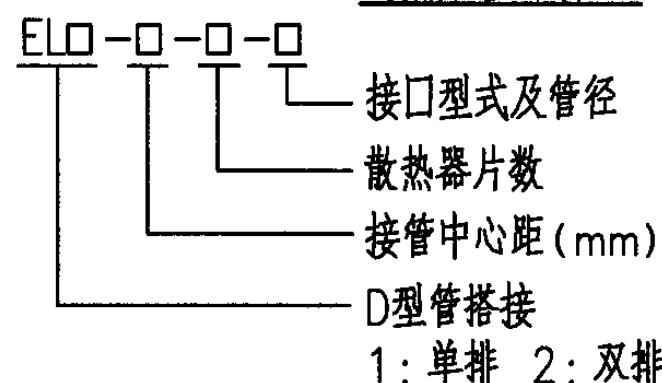 EL□-□-□-□
接口型式及管径
散热器片数
接管中心距(mm)
D型管搭接
1：单排 2：双排